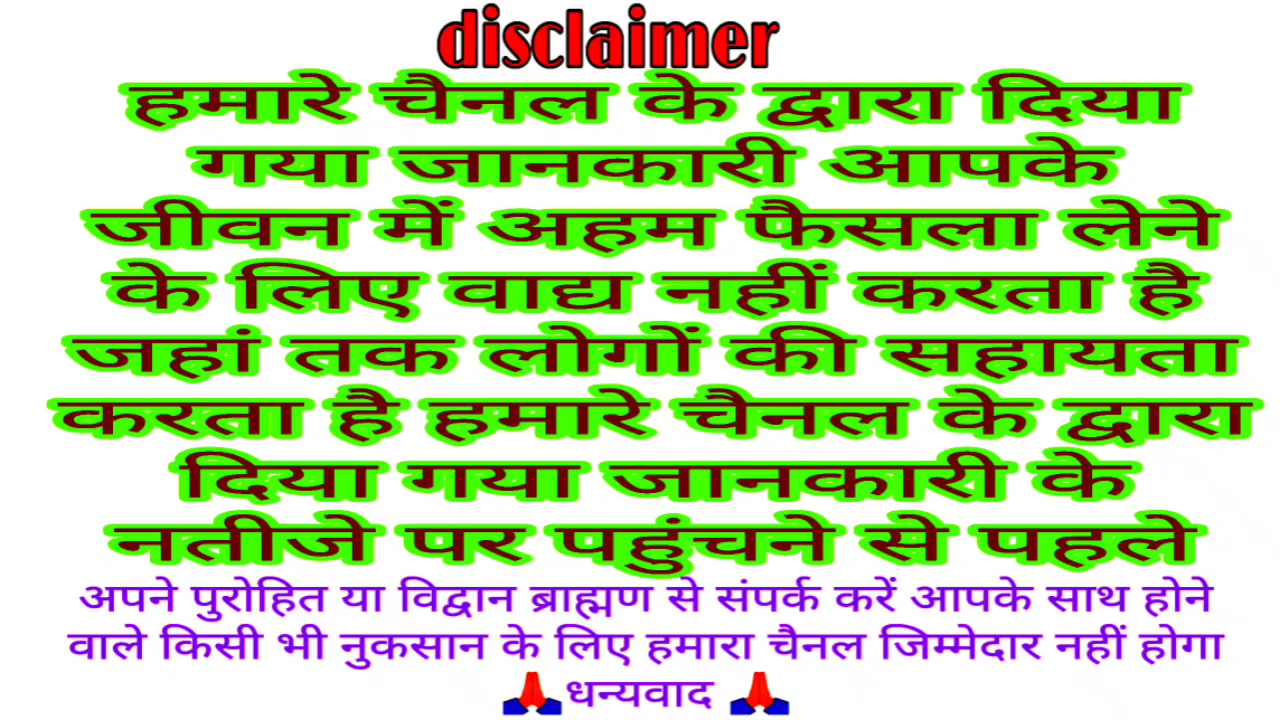 disclaimer
हमारे चैनल के द्वारा दिया
गया जानकारी आपके
जीवन में अहम फैसला लेने
के लिए वाद्य नहीं करता है
जहां तक लोगों की सहायता
करता है हमारे चैनल के द्वारा
दिया गया जानकारी के
नतीजे पर पहुंचने से पहले
अपने पुरोहित या विद्वान ब्राह्मण से संपर्क करें आपके साथ होने
वाले किसी भी नुकसान के लिए हमारा चैनल जिम्मेदार नहीं होगा
🙏धन्यवाद 🙏